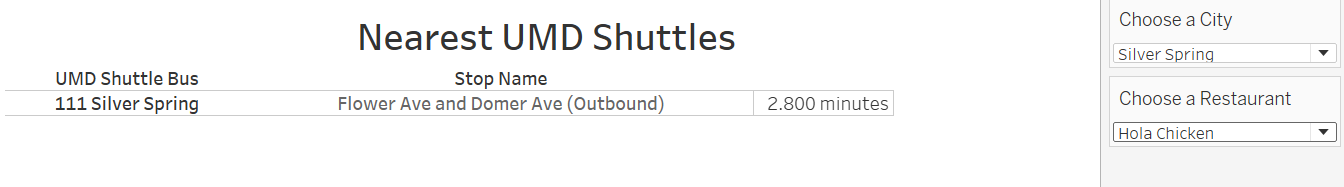 Nearest UMD Shuttles
UMD Shuttle Bus Stop Name
111 Silver Spring Flower Ave and Domer Ave (Outbound) 2.800 minutes
Choose a City
Silver Spring
Choose a Restaurant
Hola Chicken